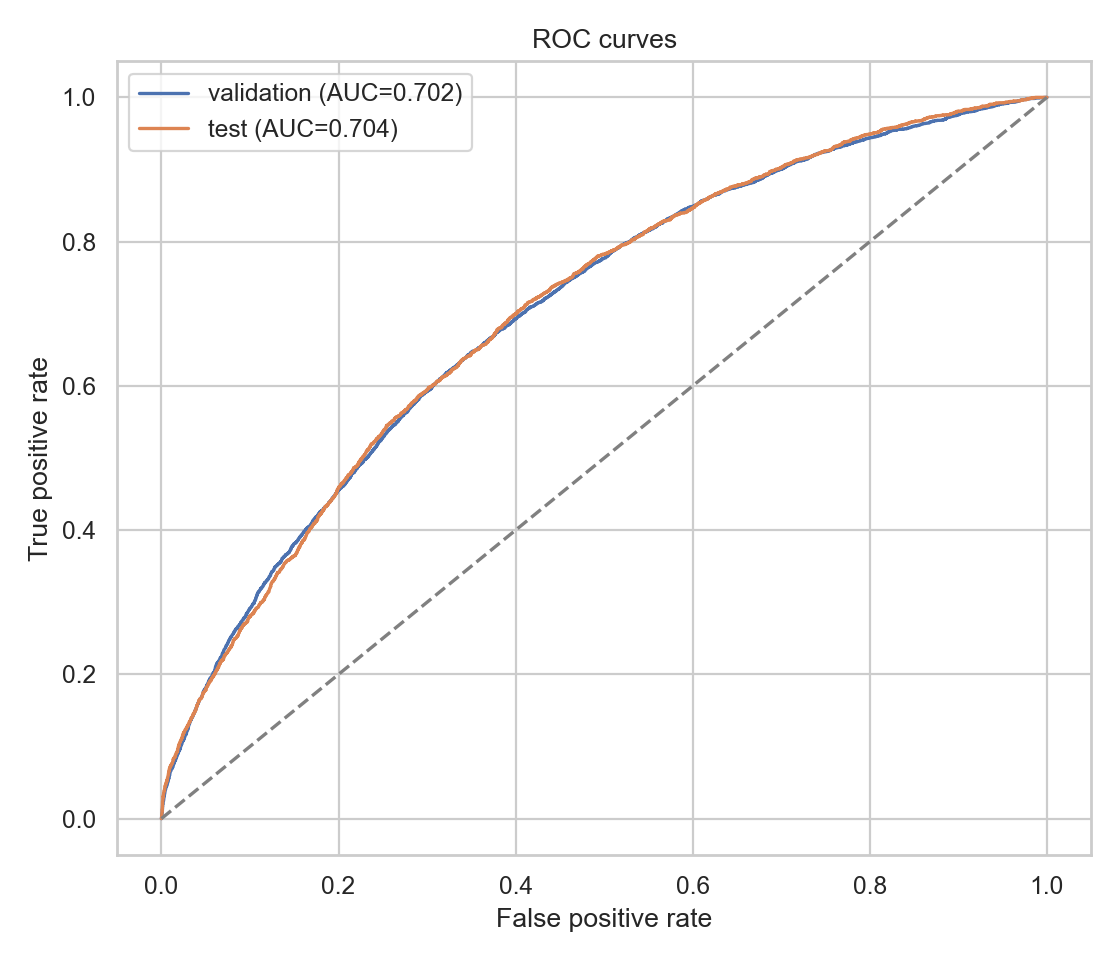 ROC curves
validation (AUC=0.702)
test (AUC=0.704)
True positive rate
1.0
0.8
0.6
0.4
0.2
0.0
0.0 0.2 0.4 0.6 0.8 1.0
False positive rate